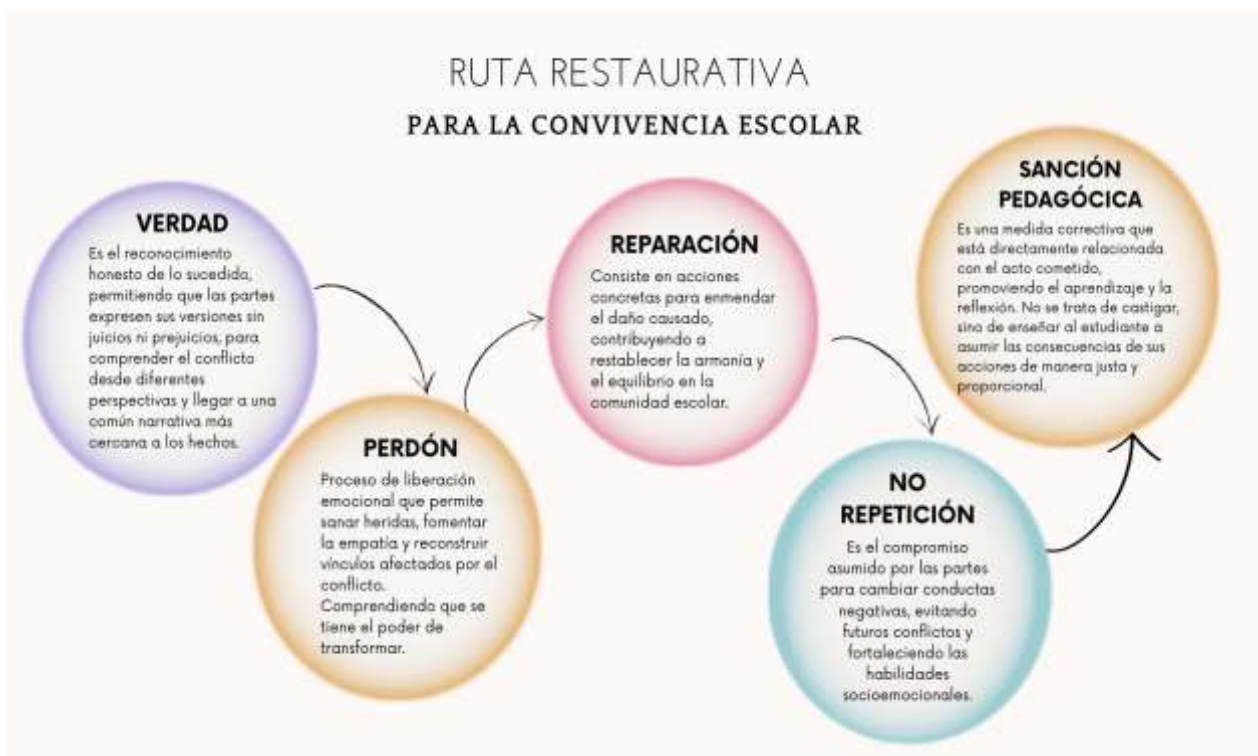 RUTA RESTAURATIVA
PARA LA CONVIVENCIA ESCOLAR
VERDAD
Es el reconocimiento
honesto de lo sucedido,
permitiendo que las partes
expresen sus versiones sin
juicios ni prejuicios, para
comprender el conflicto
desde diferentes
perspectivas y llegar a una
común narrativa más
cercana a los hechos.
PERDÓN
Proceso de liberación
emocional que permite
sanar heridas, fomentar
la empatía y reconstruir
vínculos afectados por el
conflicto.
Comprendiendo que se
tiene el poder de
transformar.
REPARACIÓN
Consiste en acciones
concretas para enmendar
el daño causado,
contribuyendo a
restablecer la armonía y
el equilibrio en la
comunidad escolar.
NO
REPETICIÓN
Es el compromiso
asumido por las partes
para cambiar conductas
negativas, evitando
futuros conflictos y
fortaleciendo las
habilidades
socioemocionales.
SANCIÓN
PEDAGÓCICA
Es una medida correctiva que
está directamente relacionada
con el acto cometido,
promoviendo el aprendizaje y la
reflexión. No se trata de castigar,
sino de enseñar al estudiante a
asumir las consecuencias de sus
acciones de manera justa y
proporcional.